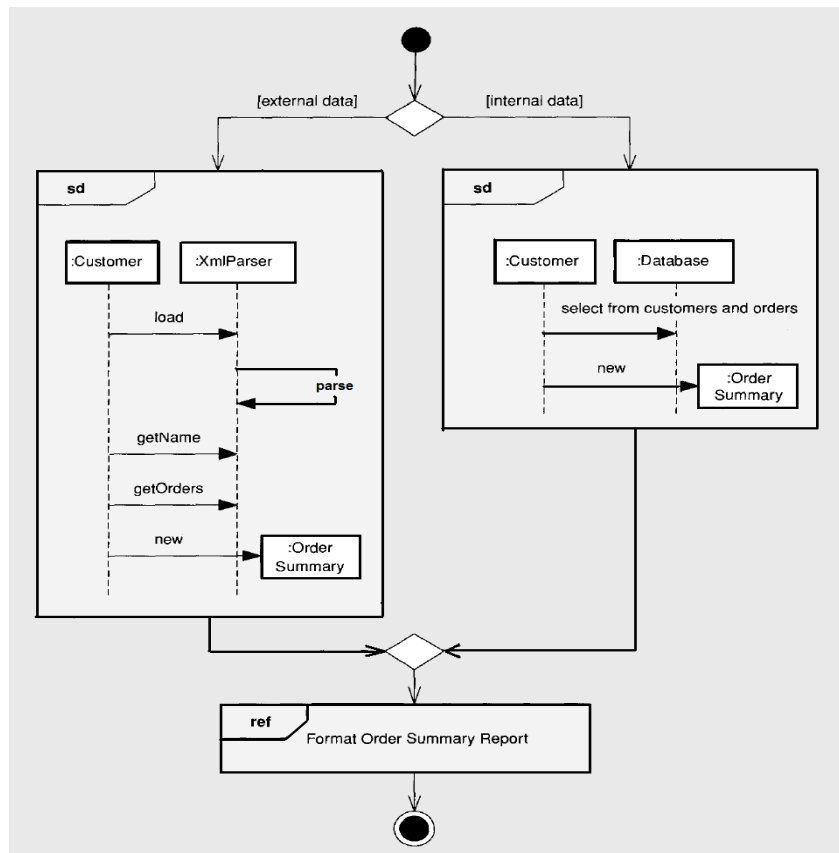 [external data]
[internal data]
sd
:Customer
:XmlParser
load
parse
getName
getOrders
new
:Order
Summary
sd
:Customer
:Database
select from customers and orders
new
:Order
Summary
ref
Format Order Summary Report